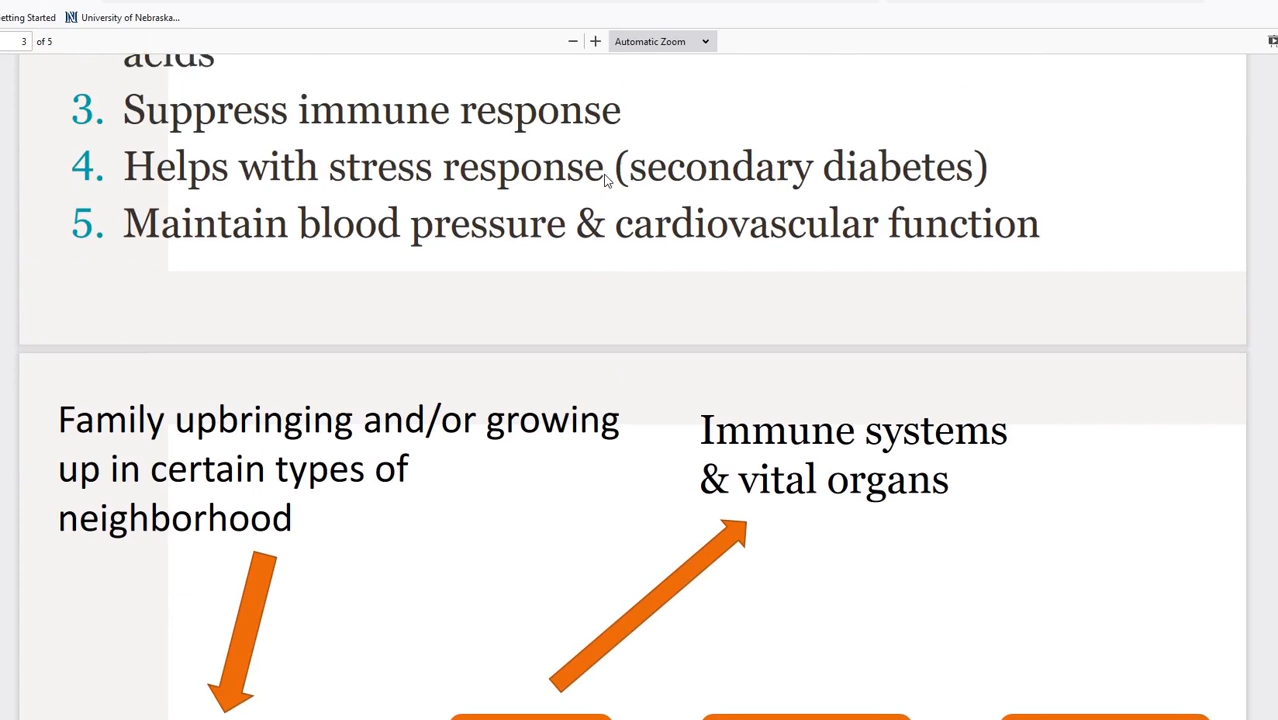 etting Started University of Nebraska...
3 of 5 Automatic Zoom
acids
3. Suppress immune response
4. Helps with stress response (secondary diabetes)
5. Maintain blood pressure & cardiovascular function
Family upbringing and/or growing
up in certain types of
neighborhood
Immune systems
& vital organs